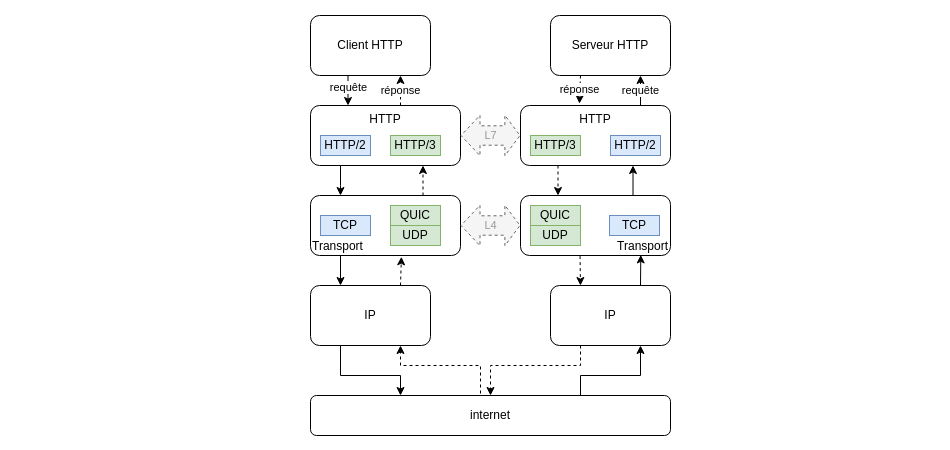 Client HTTP
Serveur HTTP
requête
réponse
réponse
requête
HTTP
HTTP
HTTP/2
HTTP/3
L7
HTTP/3
HTTP/2
TCP
QUIC
UDP
Transport
L4
QUIC
UDP
TCP
Transport
IP
IP
internet